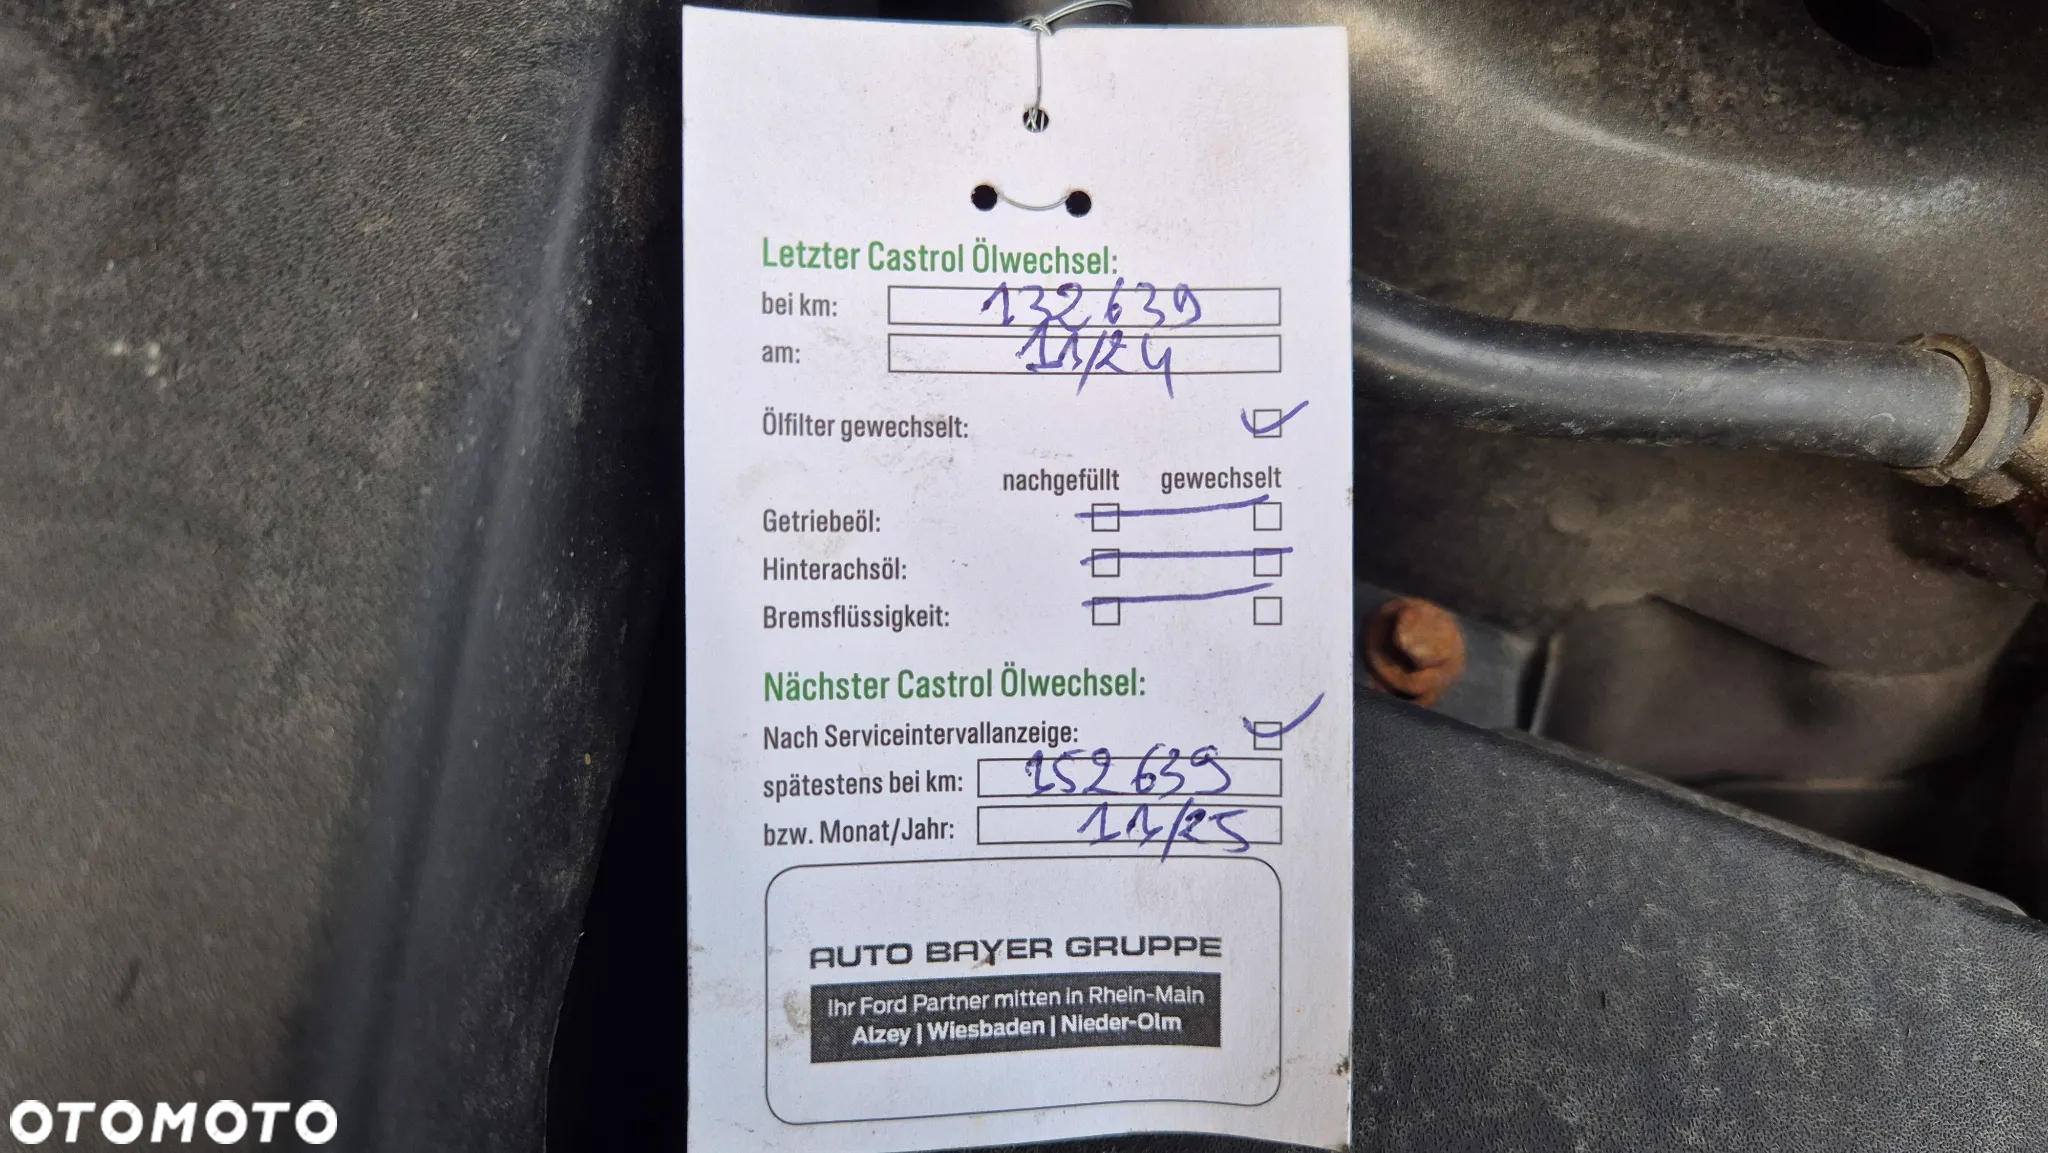 Letzter Castrol Ölwechsel:
bei km: 132 639
am: 11/24
Ölfilter gewechselt:
nachgefüllt gewechselt
Getriebeöl:
Hinterachsöl:
Bremsflüssigkeit:
Nächster Castrol Ölwechsel:
Nach Serviceintervallanzeige:
spätestens bei km: 152 639
bzw. Monat/Jahr: 11/25
AUTO BAYER GRUPPE
Ihr Ford Partner mitten in Rhein-Main
Alzey | Wiesbaden | Nieder-Olm
OTOMOTO